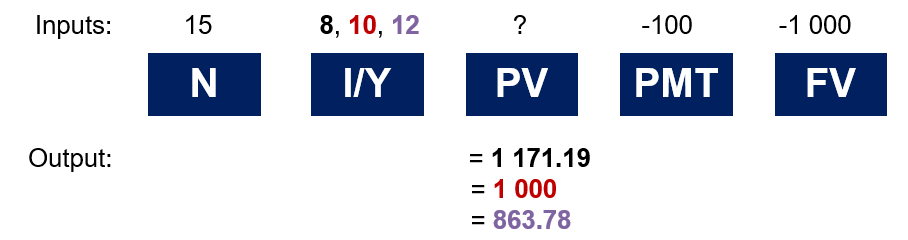 Inputs: 15 8, 10, 12 ? -100 -1 000
N I/Y PV PMT FV
Output: = 1 171.19
= 1 000
= 863.78